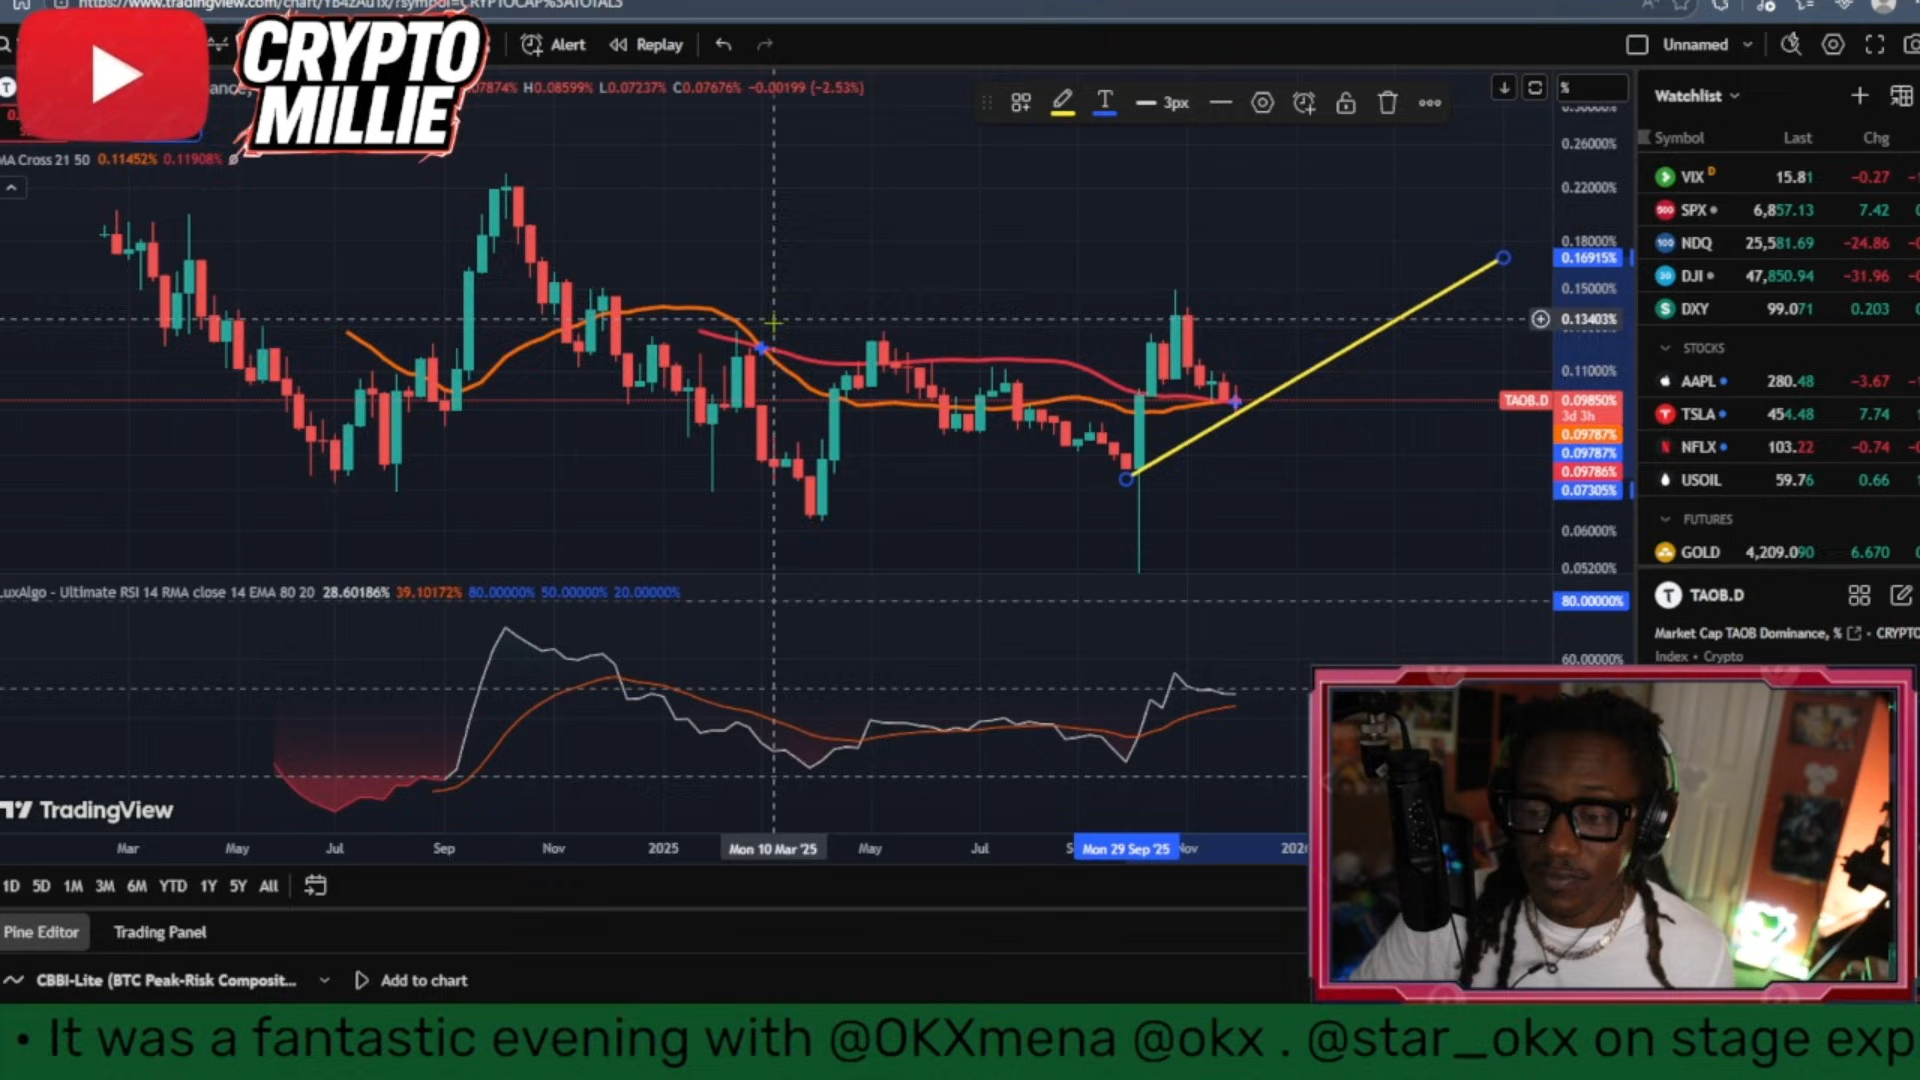 CRYPTO
MILLIE
Alert
Replay
Unnamed
07874% H0.08599% L0.07237% C0.07676% -0.00199 (-2.53%)
3px
%
MA Cross 21 50 0.11452% 0.11908%
0.26000%
0.22000%
0.18000%
0.16915%
0.15000%
0.13403%
0.11000%
TAOB.D 0.09850%
3d 3h
0.09787%
0.09787%
0.09786%
0.07305%
0.06000%
0.05200%
Watchlist
Symbol Last Chg
VIX D 15.81 -0.27
SPX 6,857.13 7.42
NDQ 25,581.69 -24.86
DJI 47,850.94 -31.96
DXY 99.071 0.203
STOCKS
AAPL 280.48 -3.67
TSLA 454.48 7.74
NFLX 103.22 -0.74
USOIL 59.76 0.66
FUTURES
GOLD 4,209.090 6.670
TAOB.D
Market Cap TAOB Dominance, % • CRYPTO
Index • Crypto
LuxAlgo - Ultimate RSI 14 RMA close 14 EMA 80 20 28.60186% 39.10172% 80.00000% 50.00000% 20.00000%
80.00000%
60.00000%
TradingView
Mar May Jul Sep Nov 2025 Mon 10 Mar '25 May Jul Mon 29 Sep '25 Nov
1D 5D 1M 3M 6M YTD 1Y 5Y All
Pine Editor Trading Panel
CBBI-Lite (BTC Peak-Risk Composit... Add to chart
• It was a fantastic evening with @OKXmena @okx . @star_okx on stage exp